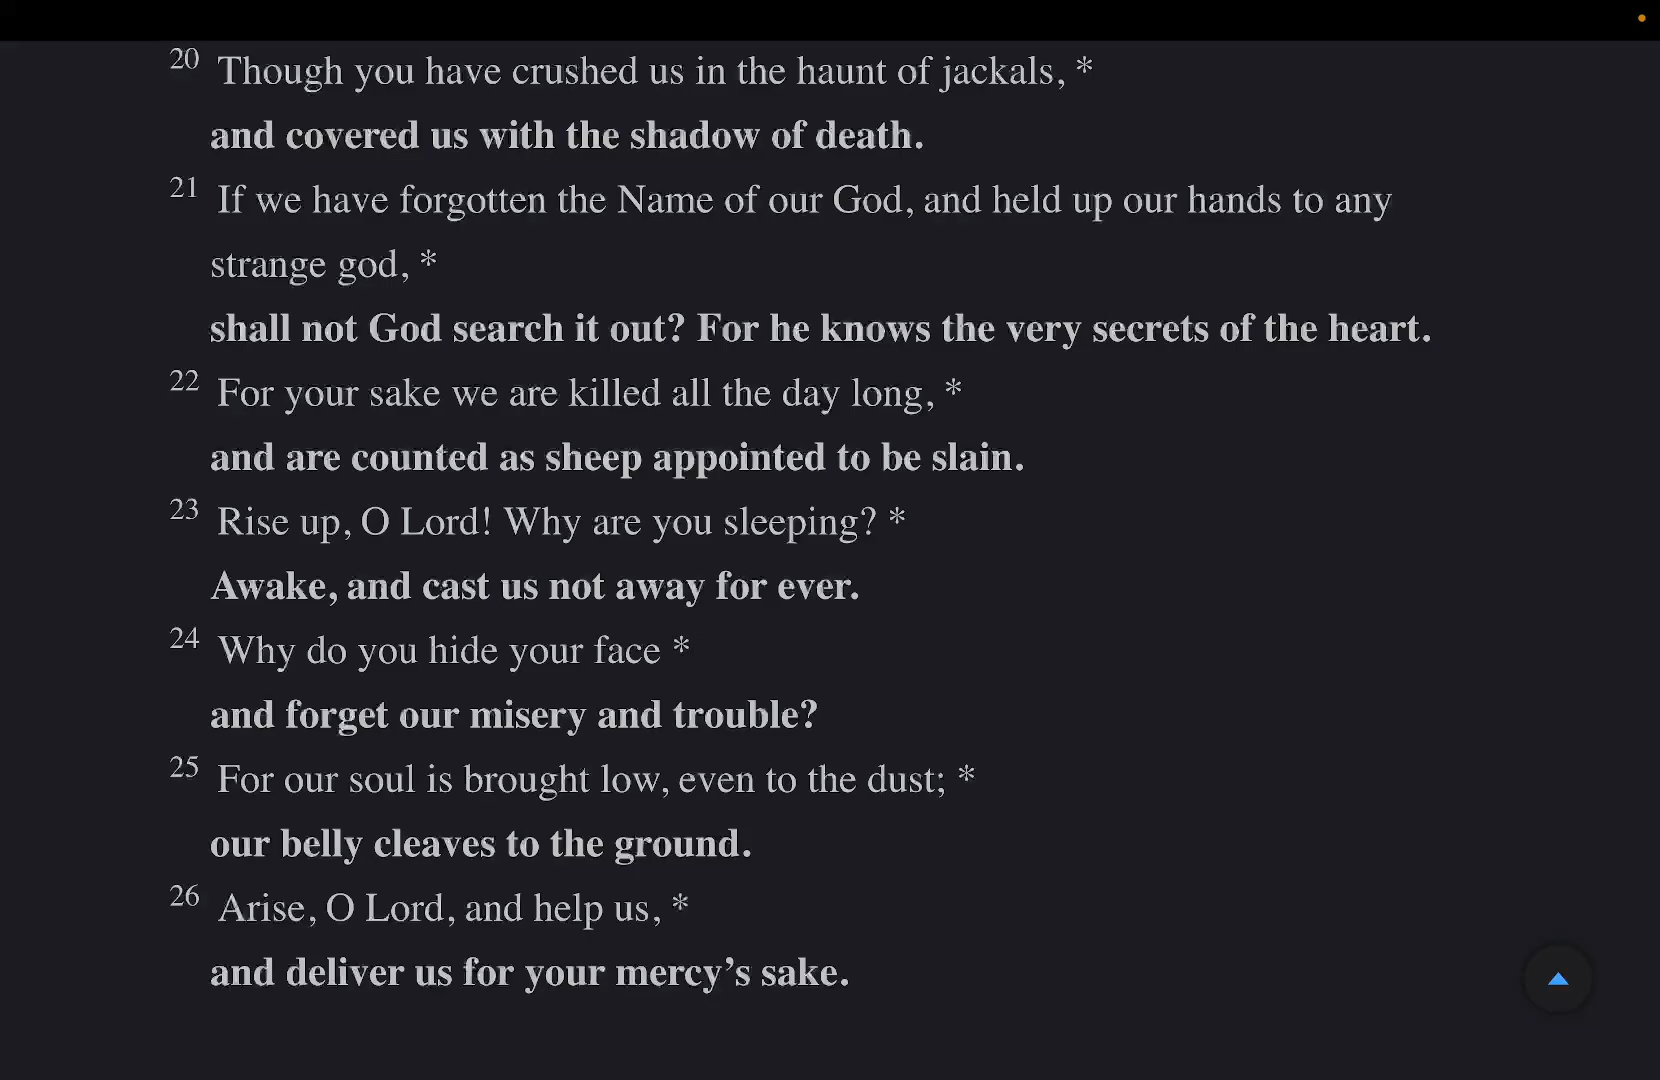 20 Though you have crushed us in the haunt of jackals, *
and covered us with the shadow of death.
21 If we have forgotten the Name of our God, and held up our hands to any
strange god, *
shall not God search it out? For he knows the very secrets of the heart.
22 For your sake we are killed all the day long, *
and are counted as sheep appointed to be slain.
23 Rise up, O Lord! Why are you sleeping? *
Awake, and cast us not away for ever.
24 Why do you hide your face *
and forget our misery and trouble?
25 For our soul is brought low, even to the dust; *
our belly cleaves to the ground.
26 Arise, O Lord, and help us, *
and deliver us for your mercy’s sake.